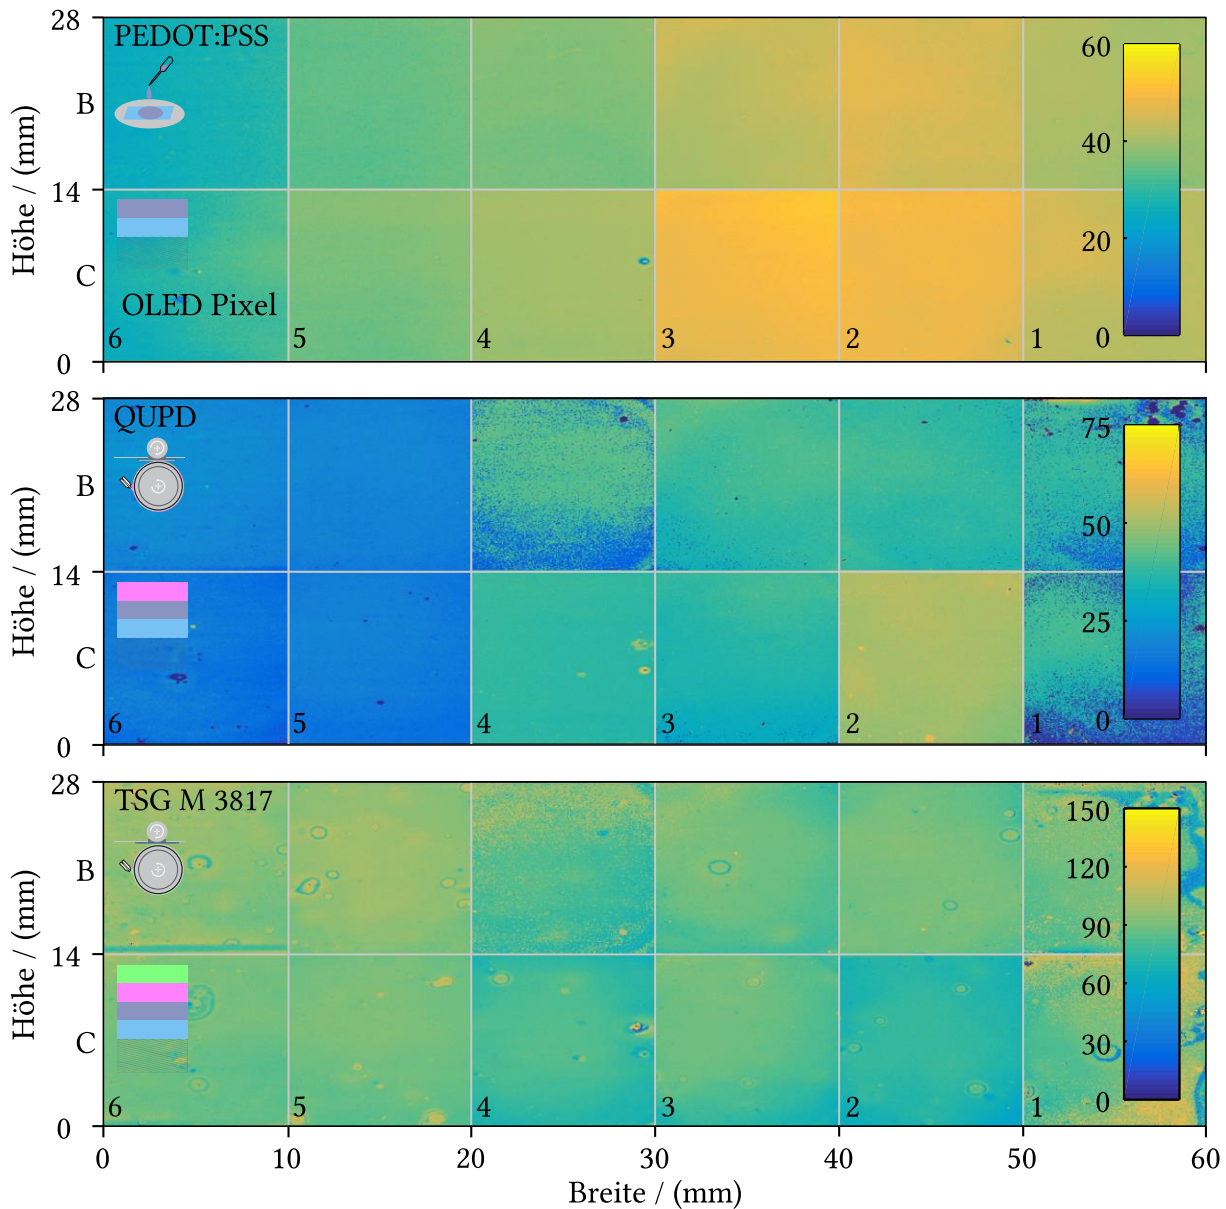 28
PEDOT:PSS
60
B
40
Höhe / (mm)
14
20
C
OLED Pixel
6 5 4 3 2 1 0
0
28
QUPD
75
B
50
Höhe / (mm)
14
25
C
6 5 4 3 2 1 0
0
28
TSG M 3817
150
120
B
90
Höhe / (mm)
14
60
30
C
6 5 4 3 2 1 0
0
0 10 20 30 40 50 60
Breite / (mm)